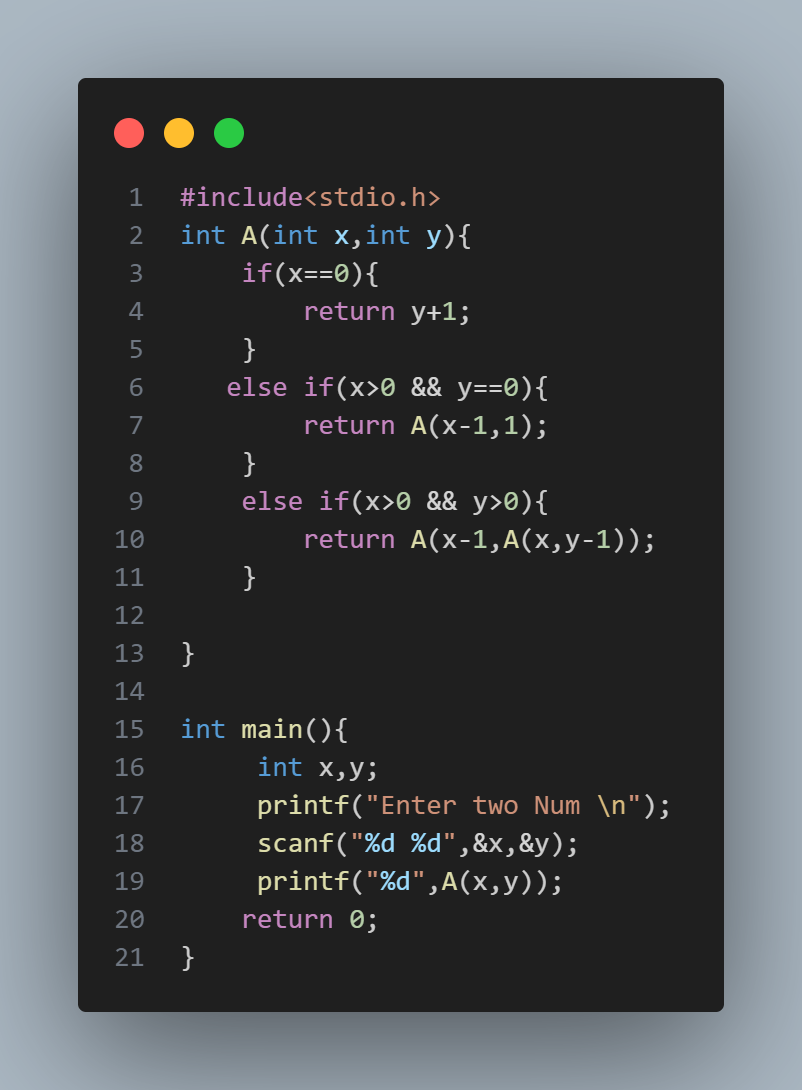 1 #include<stdio.h>
2 int A(int x,int y){
3     if(x==0){
4         return y+1;
5     }
6    else if(x>0 && y==0){
7         return A(x-1,1);
8     }
9     else if(x>0 && y>0){
10         return A(x-1,A(x,y-1));
11     }
12
13 }
14
15 int main(){
16      int x,y;
17      printf("Enter two Num \n");
18      scanf("%d %d",&x,&y);
19      printf("%d",A(x,y));
20     return 0;
21 }